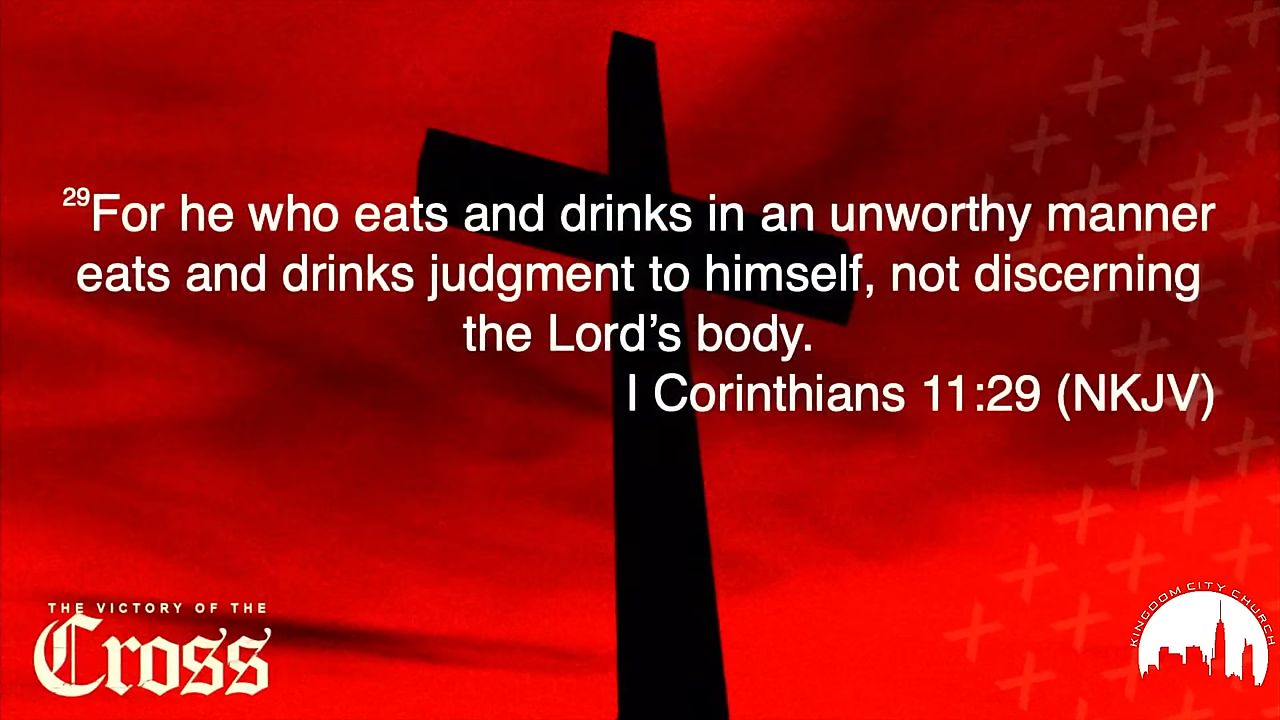 29For he who eats and drinks in an unworthy manner
eats and drinks judgment to himself, not discerning
the Lord’s body.
I Corinthians 11:29 (NKJV)
THE VICTORY OF THE
Cross
KINGDOM CITY CHURCH